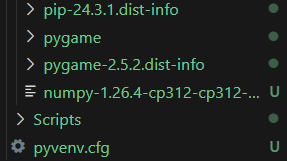 pip-24.3.1.dist-info
pygame
pygame-2.5.2.dist-info
numpy-1.26.4-cp312-cp312-... U
Scripts
pyvenv.cfg U